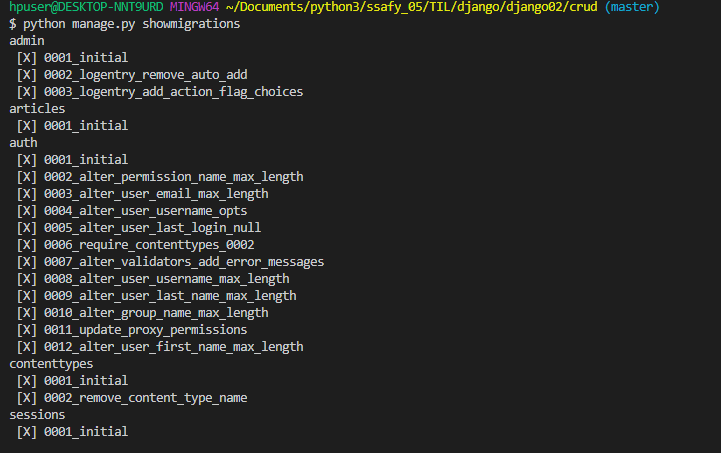 hpuser@DESKTOP-NNT9URD MINGW64 ~/Documents/python3/ssafy_05/TIL/django/django02/crud (master)
$ python manage.py showmigrations
admin
 [X] 0001_initial
 [X] 0002_logentry_remove_auto_add
 [X] 0003_logentry_add_action_flag_choices
articles
 [X] 0001_initial
auth
 [X] 0001_initial
 [X] 0002_alter_permission_name_max_length
 [X] 0003_alter_user_email_max_length
 [X] 0004_alter_user_username_opts
 [X] 0005_alter_user_last_login_null
 [X] 0006_require_contenttypes_0002
 [X] 0007_alter_validators_add_error_messages
 [X] 0008_alter_user_username_max_length
 [X] 0009_alter_user_last_name_max_length
 [X] 0010_alter_group_name_max_length
 [X] 0011_update_proxy_permissions
 [X] 0012_alter_user_first_name_max_length
contenttypes
 [X] 0001_initial
 [X] 0002_remove_content_type_name
sessions
 [X] 0001_initial